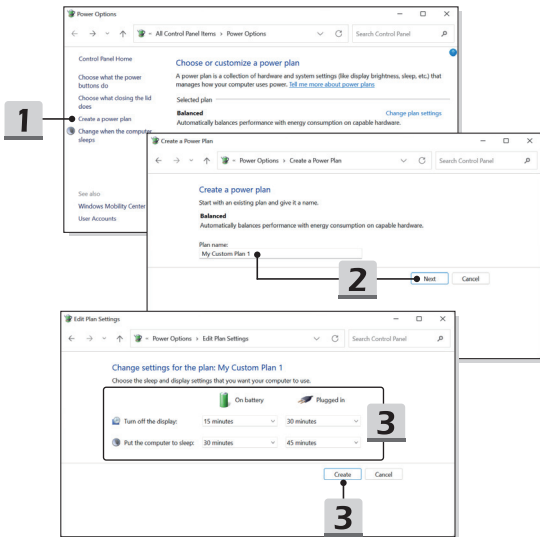 Power Options
All Control Panel Items > Power Options
Search Control Panel
Control Panel Home
Choose what the power
buttons do
Choose what closing the lid
does
Create a power plan
Change when the computer
sleeps
See also
Windows Mobility Center
User Accounts
Choose or customize a power plan
A power plan is a collection of hardware and system settings (like display brightness, sleep, etc.) that
manages how your computer uses power. Tell me more about power plans
Selected plan
Balanced
Change plan settings
Automatically balances performance with energy consumption on capable hardware.
1
Create a Power Plan
Power Options > Create a Power Plan
Search Control Panel
Create a power plan
Start with an existing plan and give it a name.
Balanced
Automatically balances performance with energy consumption on capable hardware.
Plan name:
My Custom Plan 1
2
Next
Cancel
Edit Plan Settings
Power Options > Edit Plan Settings
Search Control Panel
Change settings for the plan: My Custom Plan 1
Choose the sleep and display settings that you want your computer to use.
On battery
Plugged in
Turn off the display: 15 minutes 30 minutes
Put the computer to sleep: 30 minutes 45 minutes
3
Create
Cancel
3